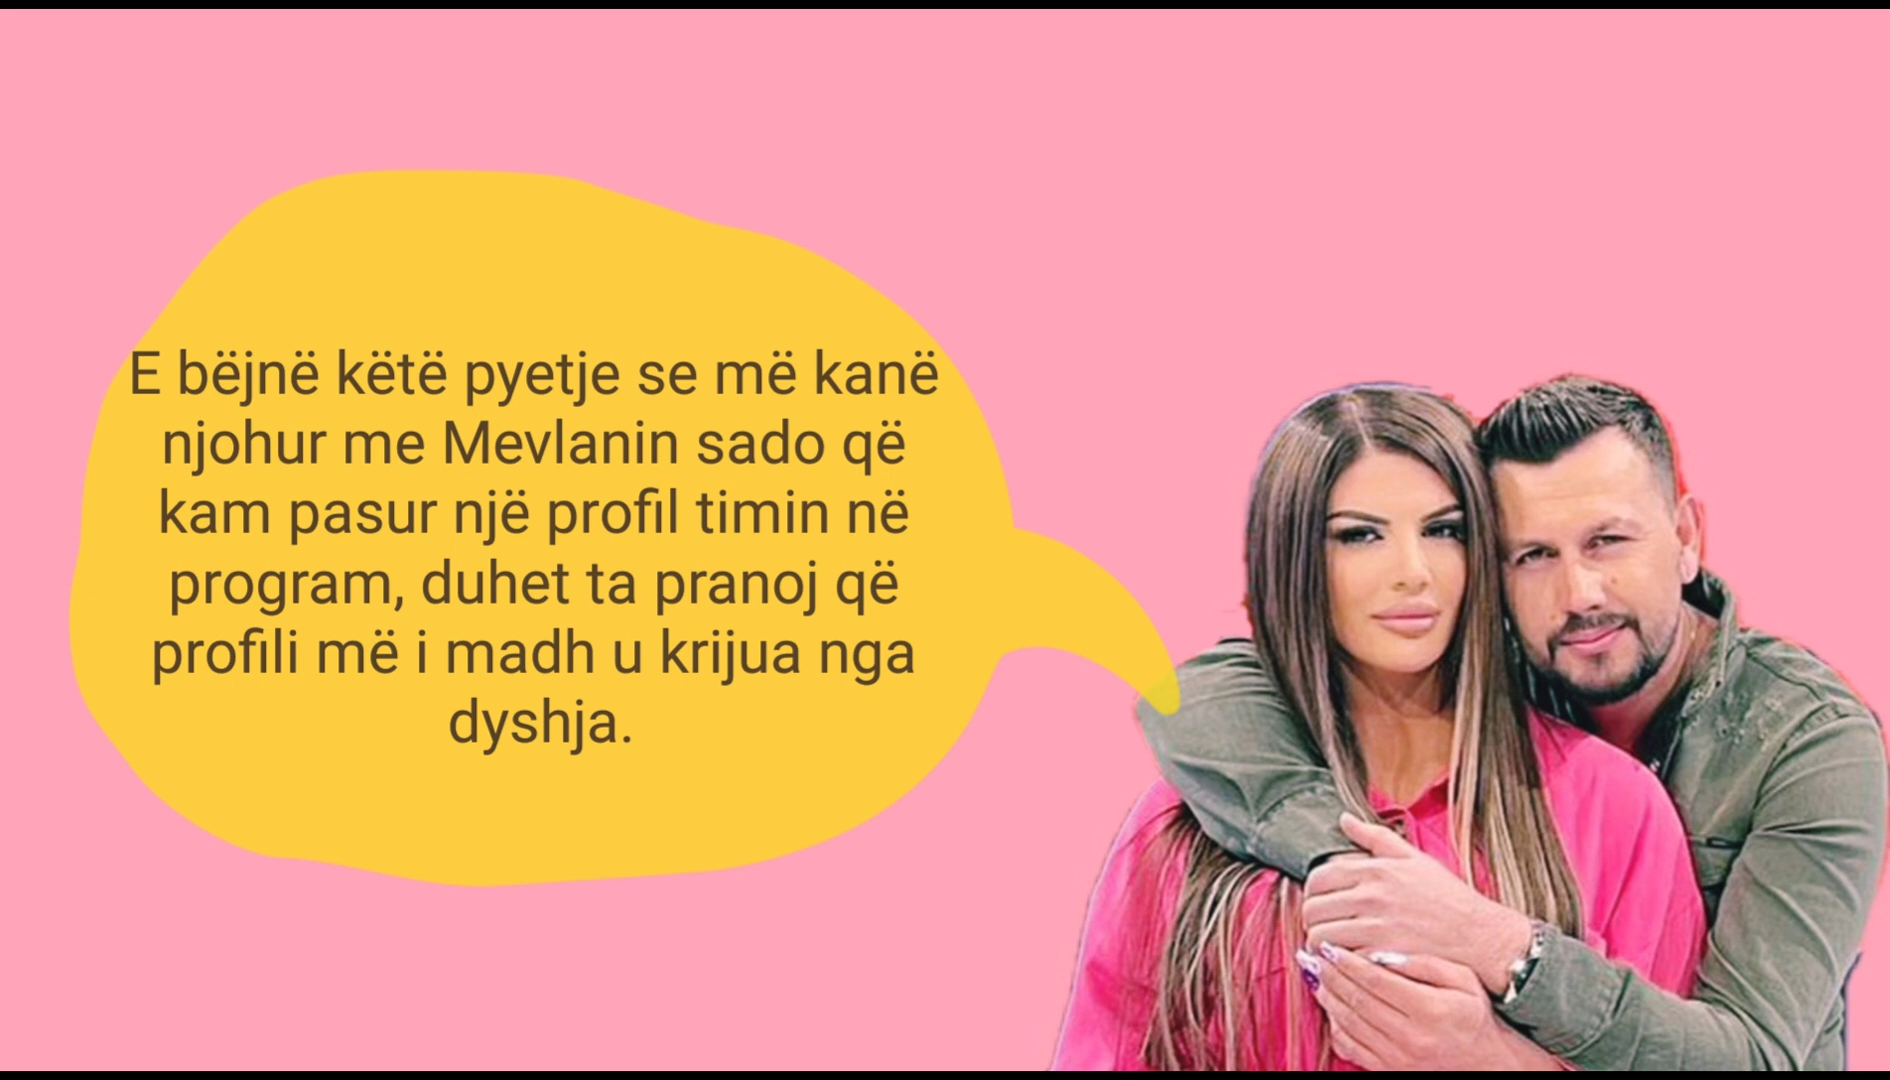 E bëjnë këtë pyetje se më kanë
njohur me Mevlanin sado që
kam pasur një profil timin në
program, duhet ta pranoj që
profili më i madh u krijua nga
dyshja.